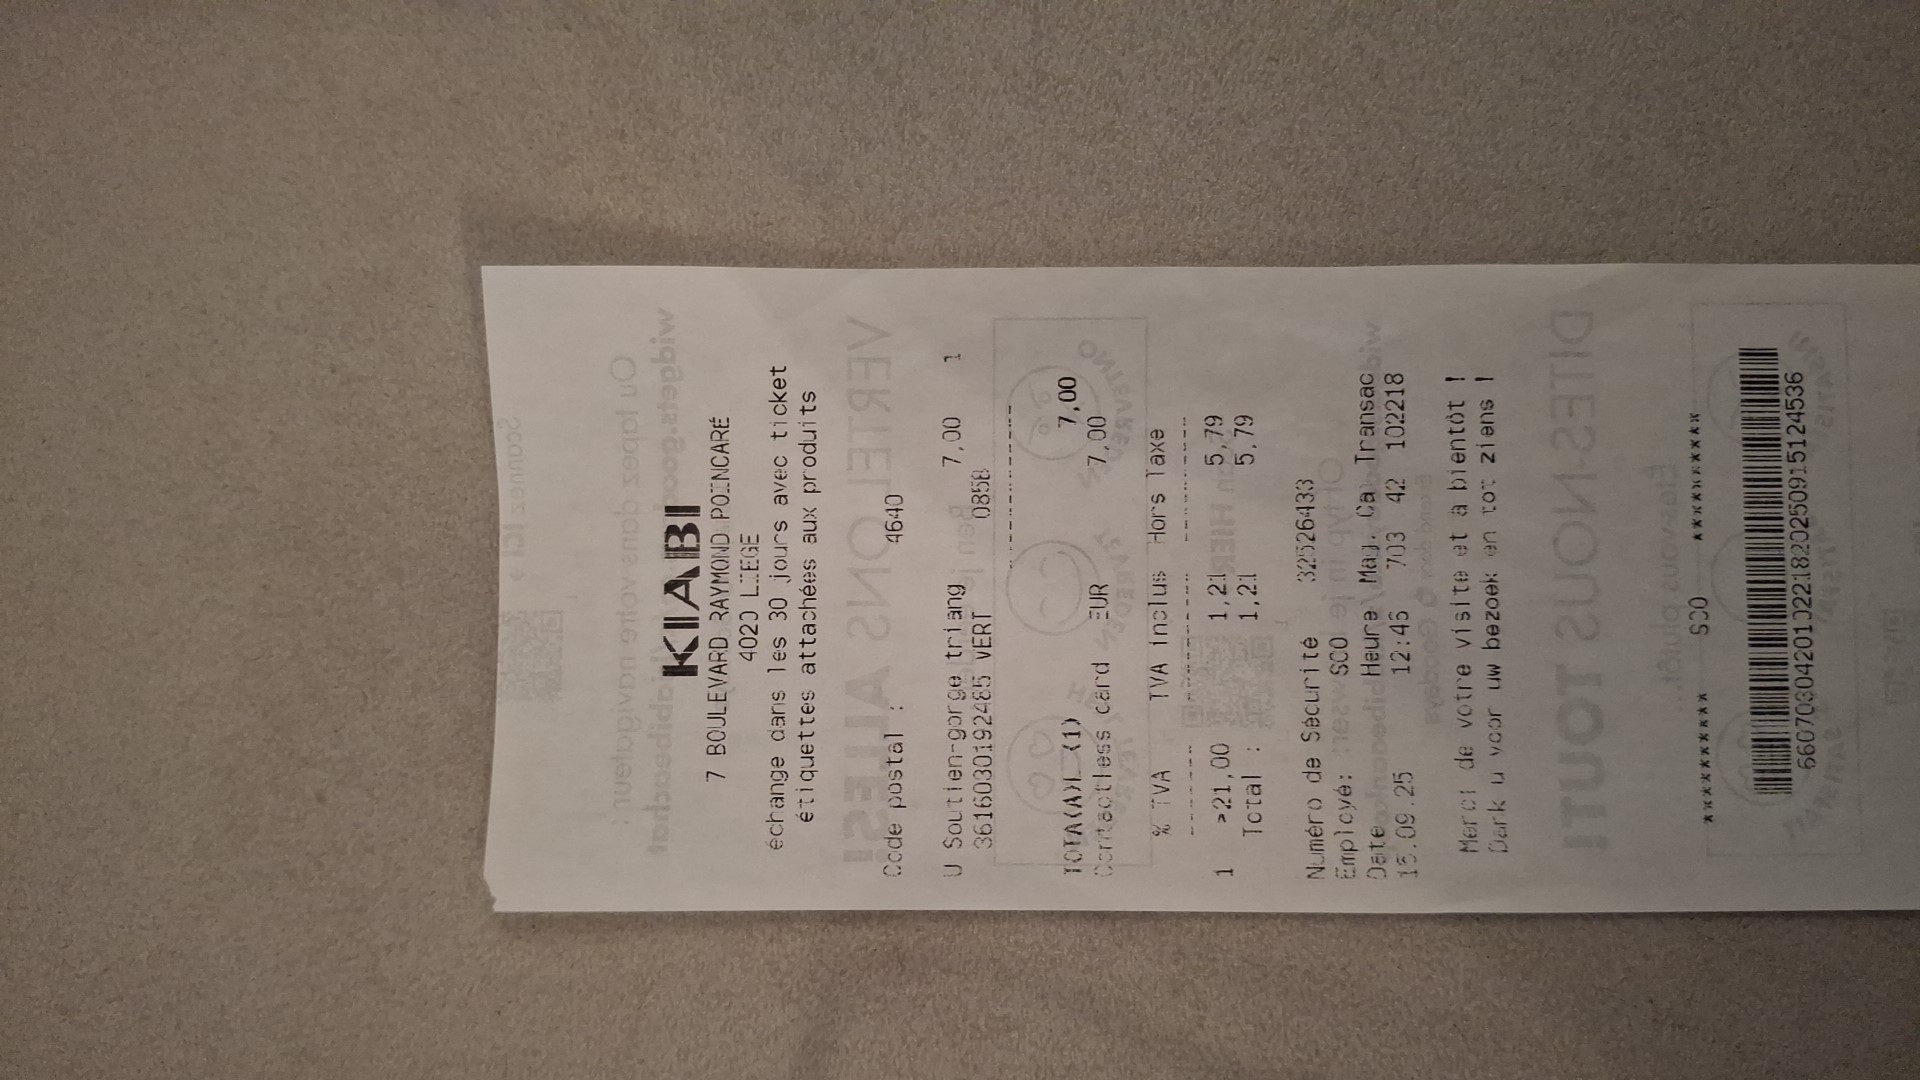 KIABI
7 BOULEVARD RAYMOND POINCARÉ
4020 LIEGE
échange dans les 30 jours avec ticket
étiquettes attachées aux produits
Code postal : 4640
U Soutien-gorge triang 7,00 1
3616030192485 VERT 085B
TOTA(A)L (1) 7,00
Contactless card EUR 7,00
% TVA TVA inclus Hors Taxe
1 >21,00 1,21 5,79
Total : 1,21 5,79
Numéro de Sécurité 32526433
Employé: SCO
Date Heure Mag. Ca Transac
15.09.25 12:45 703 42 102218
Merci de votre visite et à bientôt !
Dank u voor uw bezoek en tot ziens !
********** SCO **********
660703042010221820250915124536